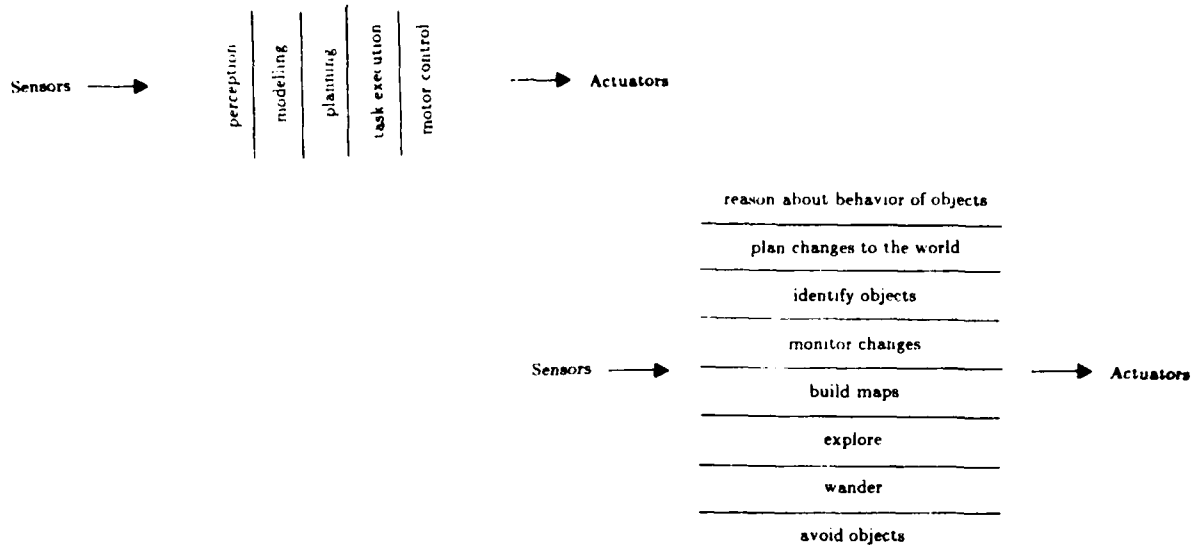 Sensors
perception
modelling
planning
task execution
motor control
Actuators
reason about behavior of objects
plan changes to the world
identify objects
monitor changes
Sensors
Actuators
build maps
explore
wander
avoid objects